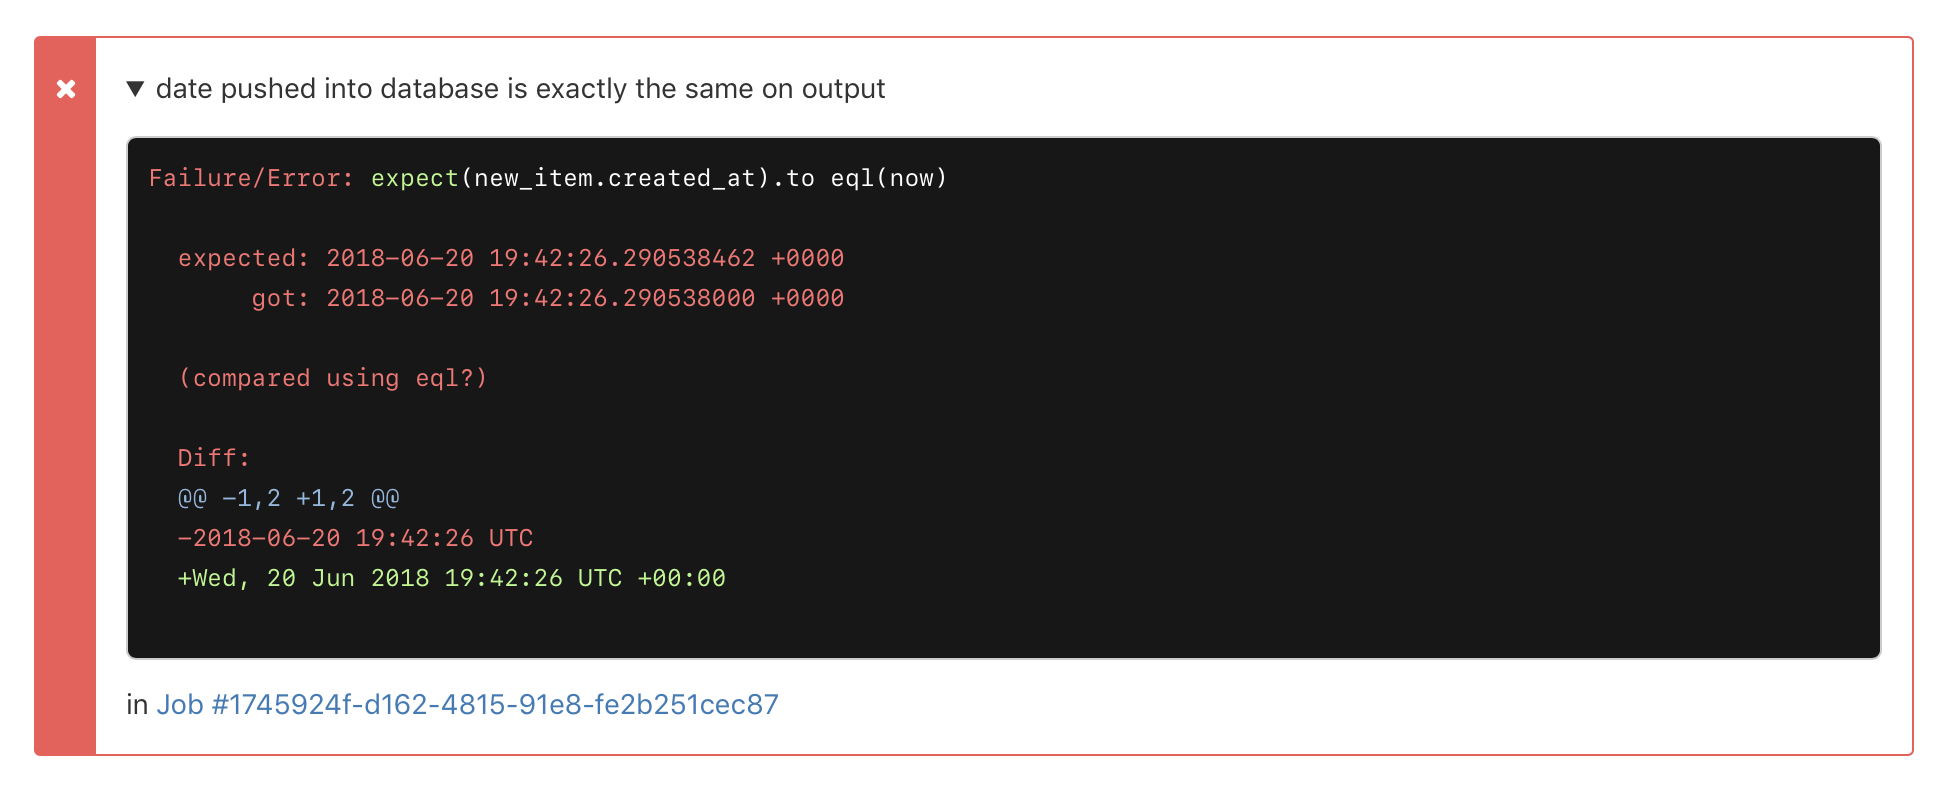 date pushed into database is exactly the same on output
Failure/Error: expect(new_item.created_at).to eql(now)
expected: 2018-06-20 19:42:26.290538462 +0000
got: 2018-06-20 19:42:26.290538000 +0000
(compared using eql?)
Diff:
@@ -1,2 +1,2 @@
-2018-06-20 19:42:26 UTC
+Wed, 20 Jun 2018 19:42:26 UTC +00:00
in Job #1745924f-d162-4815-91e8-fe2b251cec87